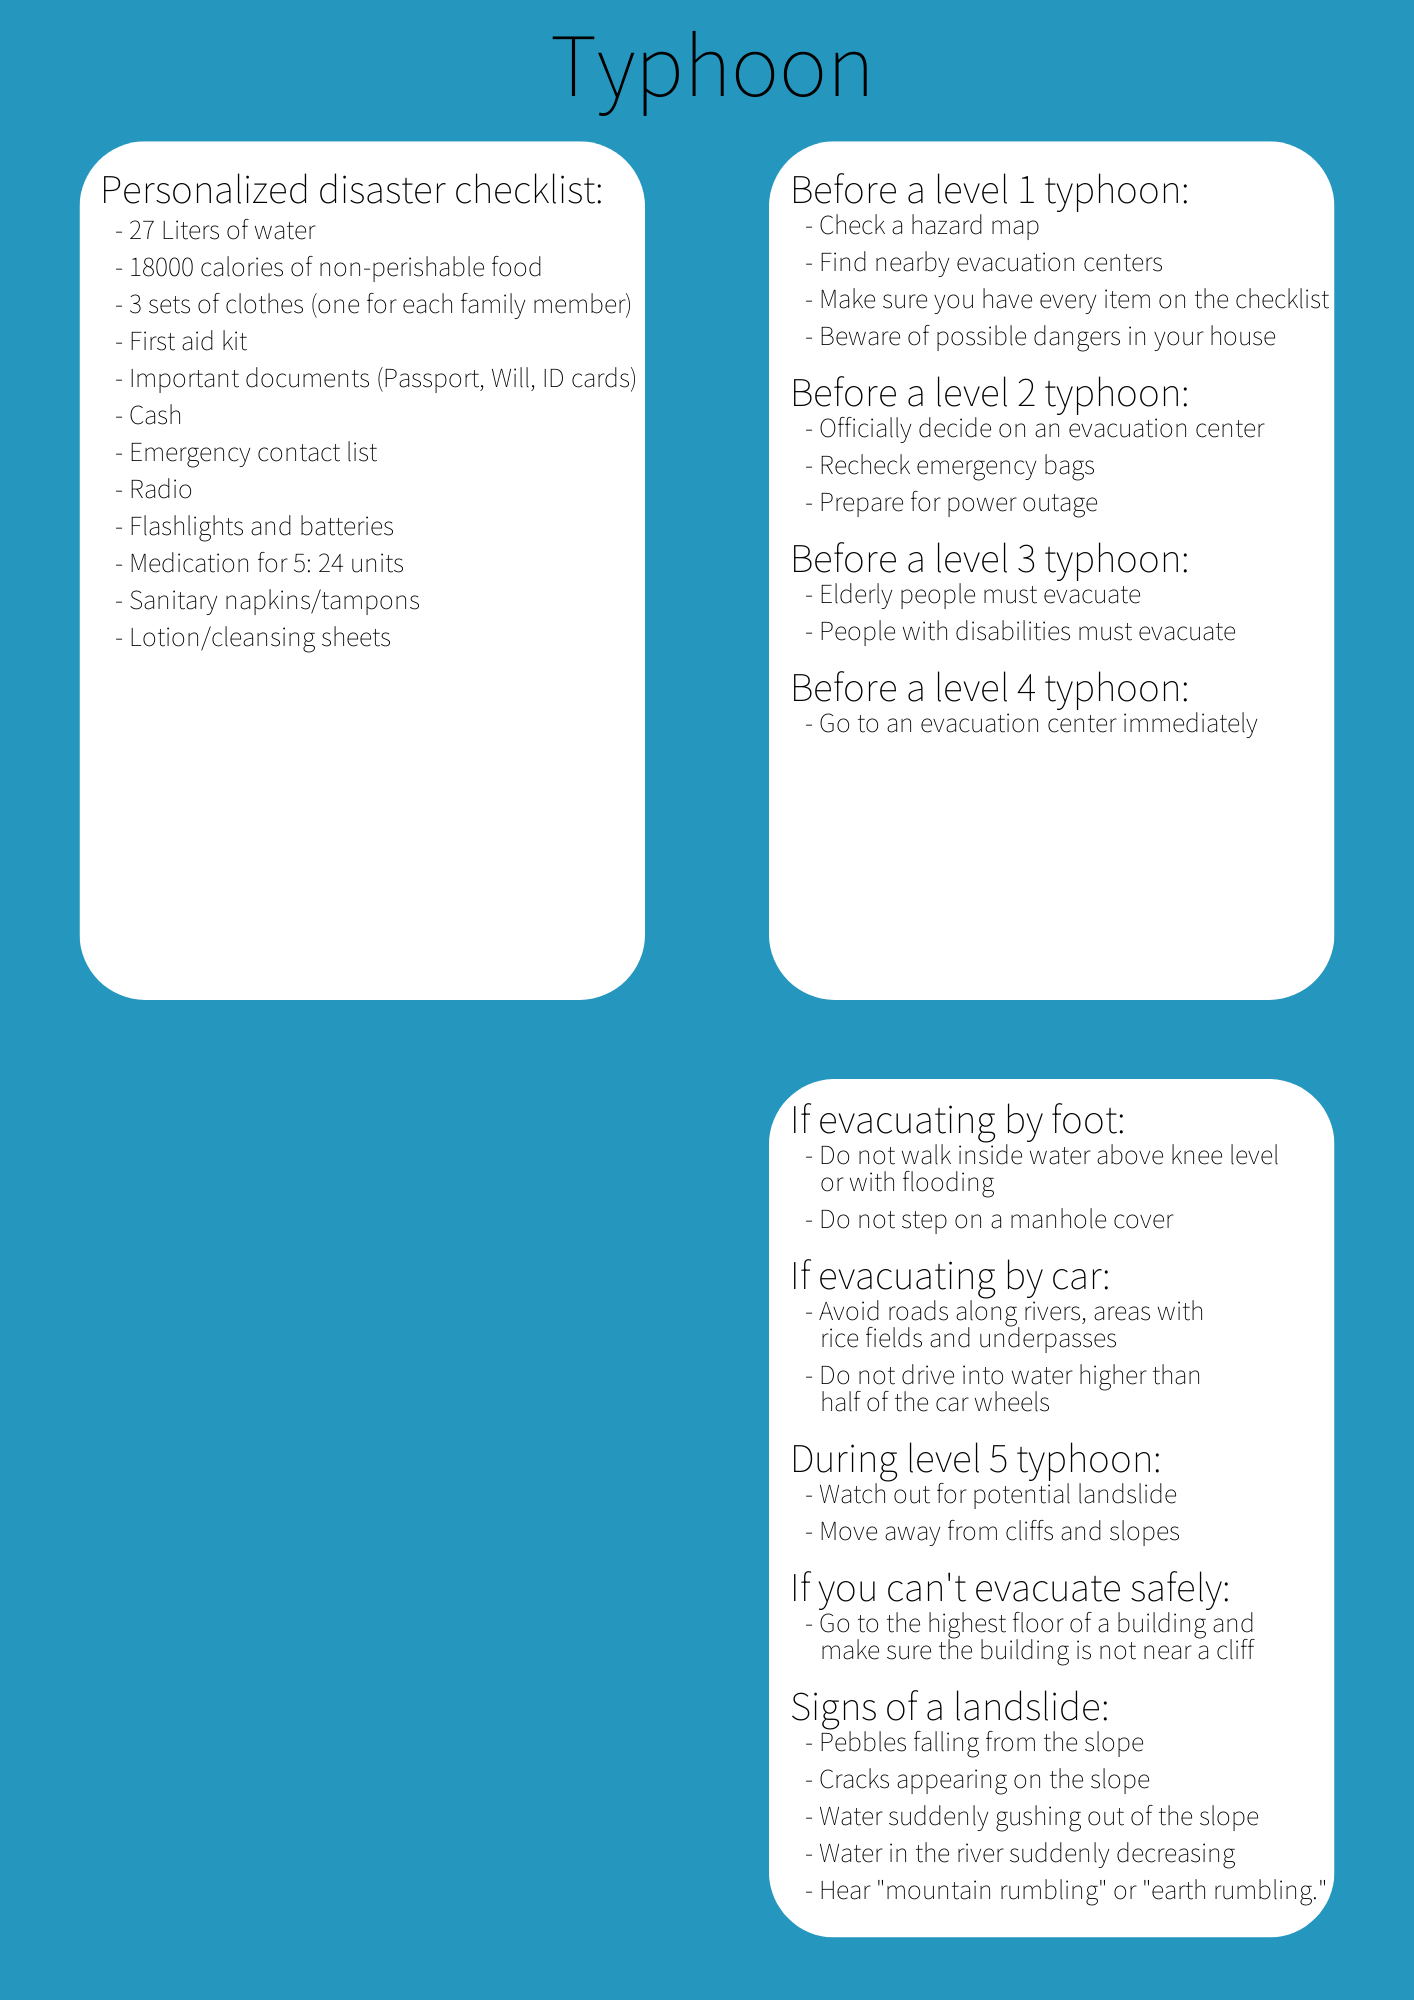 Typhoon
Personalized disaster checklist:
- 27 Liters of water
- 18000 calories of non-perishable food
- 3 sets of clothes (one for each family member)
- First aid kit
- Important documents (Passport, Will, ID cards)
- Cash
- Emergency contact list
- Radio
- Flashlights and batteries
- Medication for 5: 24 units
- Sanitary napkins/tampons
- Lotion/cleansing sheets
Before a level 1 typhoon:
- Check a hazard map
- Find nearby evacuation centers
- Make sure you have every item on the checklist
- Beware of possible dangers in your house
Before a level 2 typhoon:
- Officially decide on an evacuation center
- Recheck emergency bags
- Prepare for power outage
Before a level 3 typhoon:
- Elderly people must evacuate
- People with disabilities must evacuate
Before a level 4 typhoon:
- Go to an evacuation center immediately
If evacuating by foot:
- Do not walk inside water above knee level
or with flooding
- Do not step on a manhole cover
If evacuating by car:
- Avoid roads along rivers, areas with
rice fields and underpasses
- Do not drive into water higher than
half of the car wheels
During level 5 typhoon:
- Watch out for potential landslide
- Move away from cliffs and slopes
If you can't evacuate safely:
- Go to the highest floor of a building and
make sure the building is not near a cliff
Signs of a landslide:
- Pebbles falling from the slope
- Cracks appearing on the slope
- Water suddenly gushing out of the slope
- Water in the river suddenly decreasing
- Hear "mountain rumbling" or "earth rumbling."